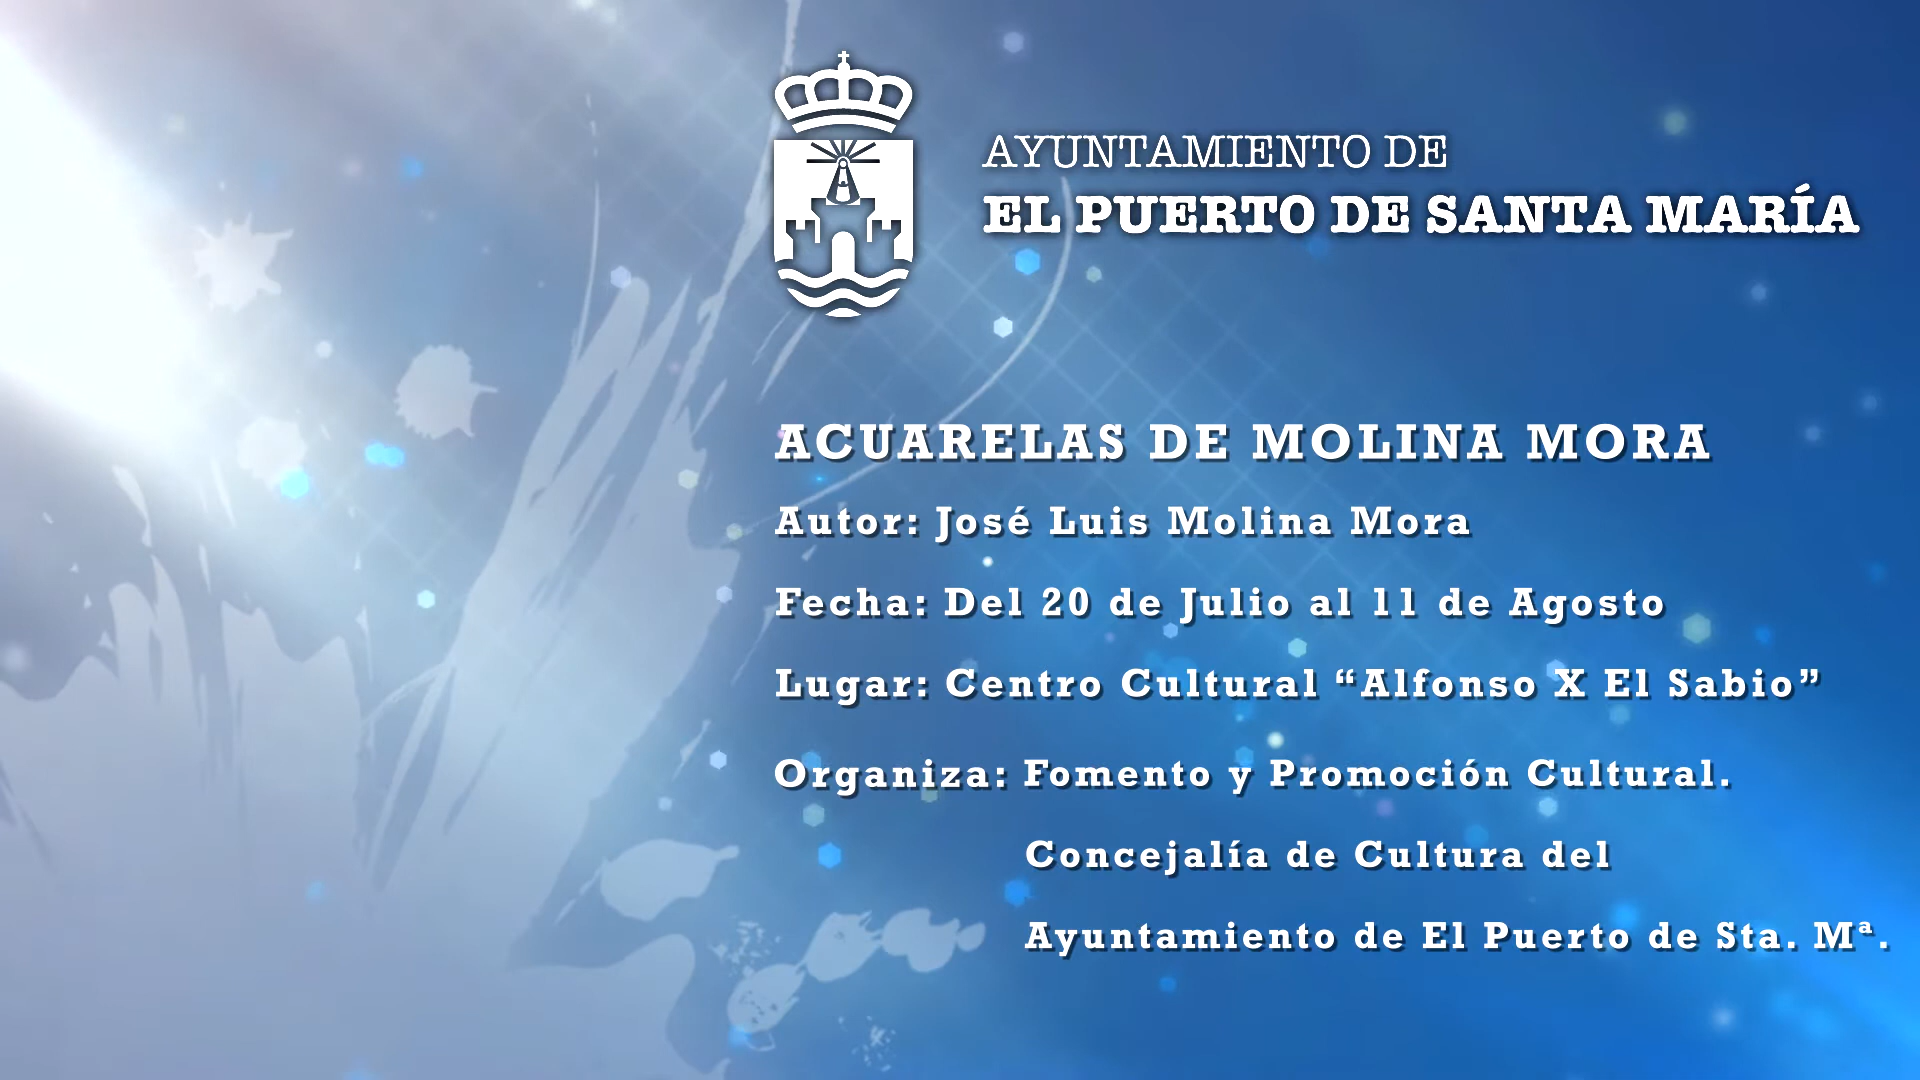 AYUNTAMIENTO DE
EL PUERTO DE SANTA MARÍA
ACUARELAS DE MOLINA MORA
Autor: José Luis Molina Mora
Fecha: Del 20 de Julio al 11 de Agosto
Lugar: Centro Cultural “Alfonso X El Sabio”
Organiza: Fomento y Promoción Cultural.
Concejalía de Cultura del
Ayuntamiento de El Puerto de Sta. Mª.